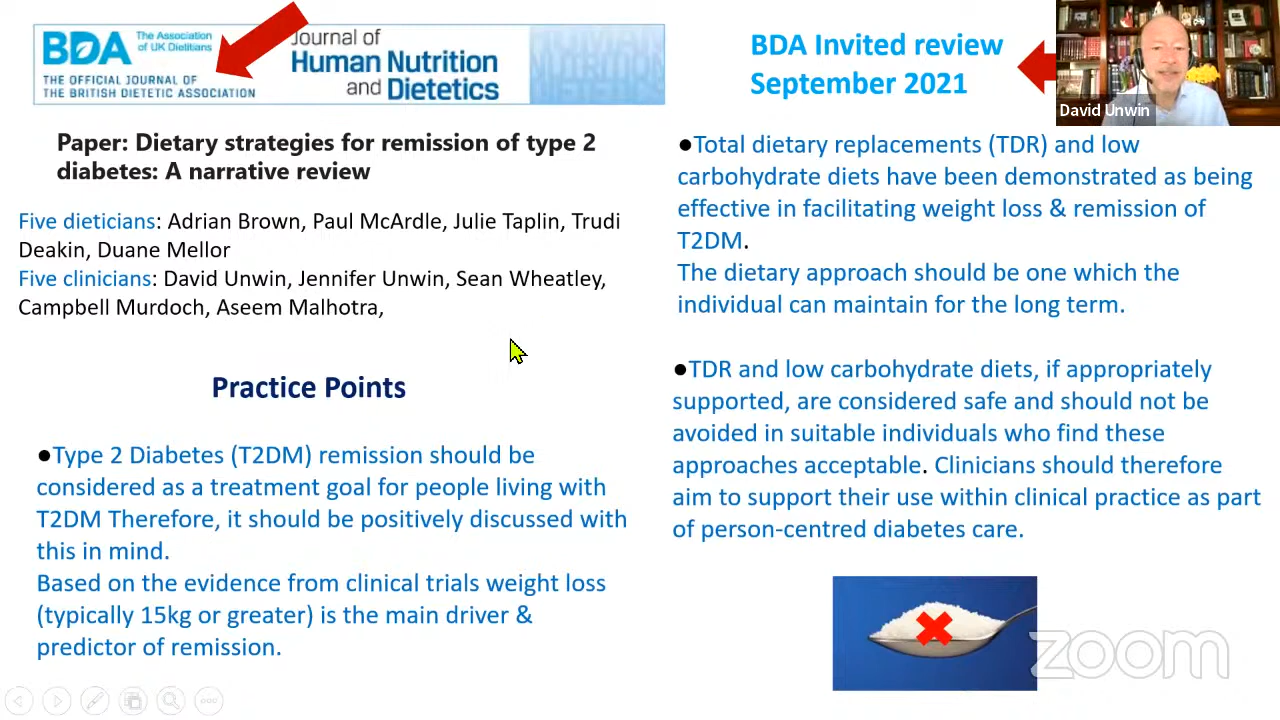 BDA The Association
of UK Dietitians
THE OFFICIAL JOURNAL OF
THE BRITISH DIETETIC ASSOCIATION
Journal of
Human Nutrition
and Dietetics
Paper: Dietary strategies for remission of type 2
diabetes: A narrative review
Five dieticians: Adrian Brown, Paul McArdle, Julie Taplin, Trudi
Deakin, Duane Mellor
Five clinicians: David Unwin, Jennifer Unwin, Sean Wheatley,
Campbell Murdoch, Aseem Malhotra,
Practice Points
●Type 2 Diabetes (T2DM) remission should be
considered as a treatment goal for people living with
T2DM Therefore, it should be positively discussed with
this in mind.
Based on the evidence from clinical trials weight loss
(typically 15kg or greater) is the main driver &
predictor of remission.
BDA Invited review
September 2021
David Unwin
●Total dietary replacements (TDR) and low
carbohydrate diets have been demonstrated as being
effective in facilitating weight loss & remission of
T2DM.
The dietary approach should be one which the
individual can maintain for the long term.
●TDR and low carbohydrate diets, if appropriately
supported, are considered safe and should not be
avoided in suitable individuals who find these
approaches acceptable. Clinicians should therefore
aim to support their use within clinical practice as part
of person-centred diabetes care.
zoom